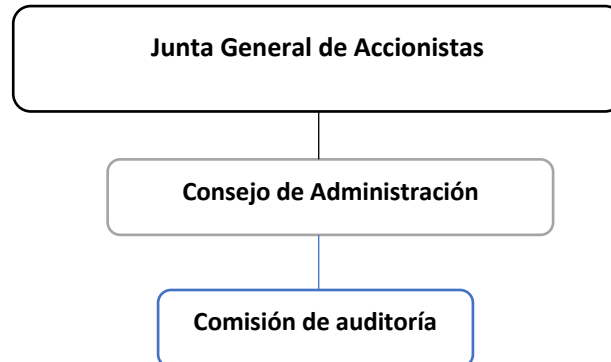 Junta General de Accionistas
Consejo de Administración
Comisión de auditoría